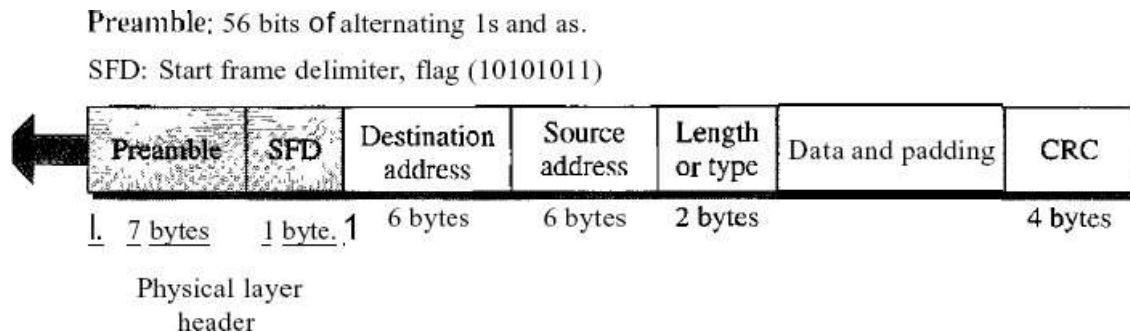 Preamble: 56 bits of alternating 1s and as.
SFD: Start frame delimiter, flag (10101011)
Preamble SFD Destination address Source address Length or type Data and padding CRC
l. 7 bytes 1 byte. 1 6 bytes 6 bytes 2 bytes 4 bytes
Physical layer
header